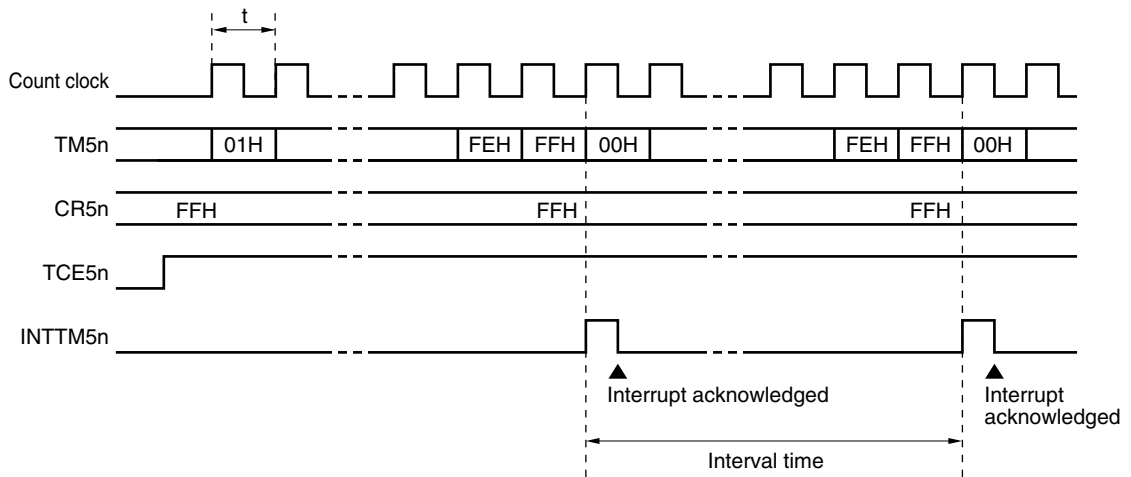 t
Count clock
TM5n 01H FEH FFH 00H FEH FFH 00H
CR5n FFH FFH FFH
TCE5n
INTTM5n
Interrupt acknowledged
Interrupt
acknowledged
Interval time